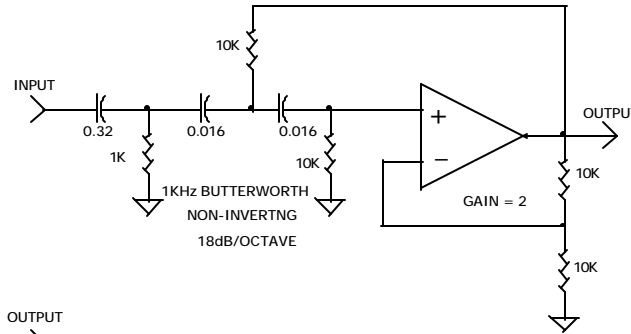 10K
INPUT
0.32
0.016
0.016
1K
10K
+
−
OUTPU
10K
GAIN = 2
1KHz BUTTERWORTH
NON-INVERTNG
18dB/OCTAVE
10K
OUTPUT